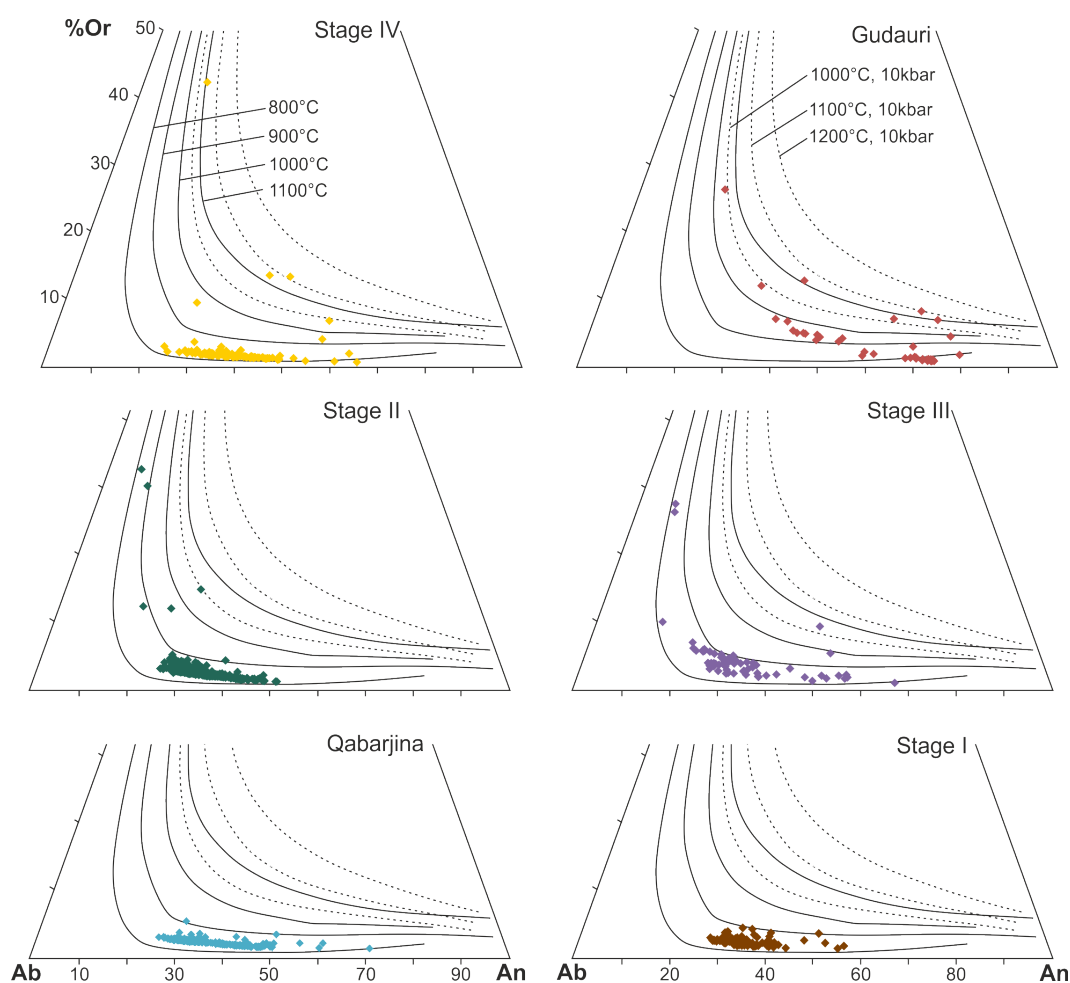 %Or
50
Stage IV
Gudauri
40
30
20
10
800°C
900°C
1000°C
1100°C
1000°C, 10kbar
1100°C, 10kbar
1200°C, 10kbar
Stage II
Stage III
Qabarjina
Stage I
Ab 10 30 50 70 90 An
Ab 20 40 60 80 An